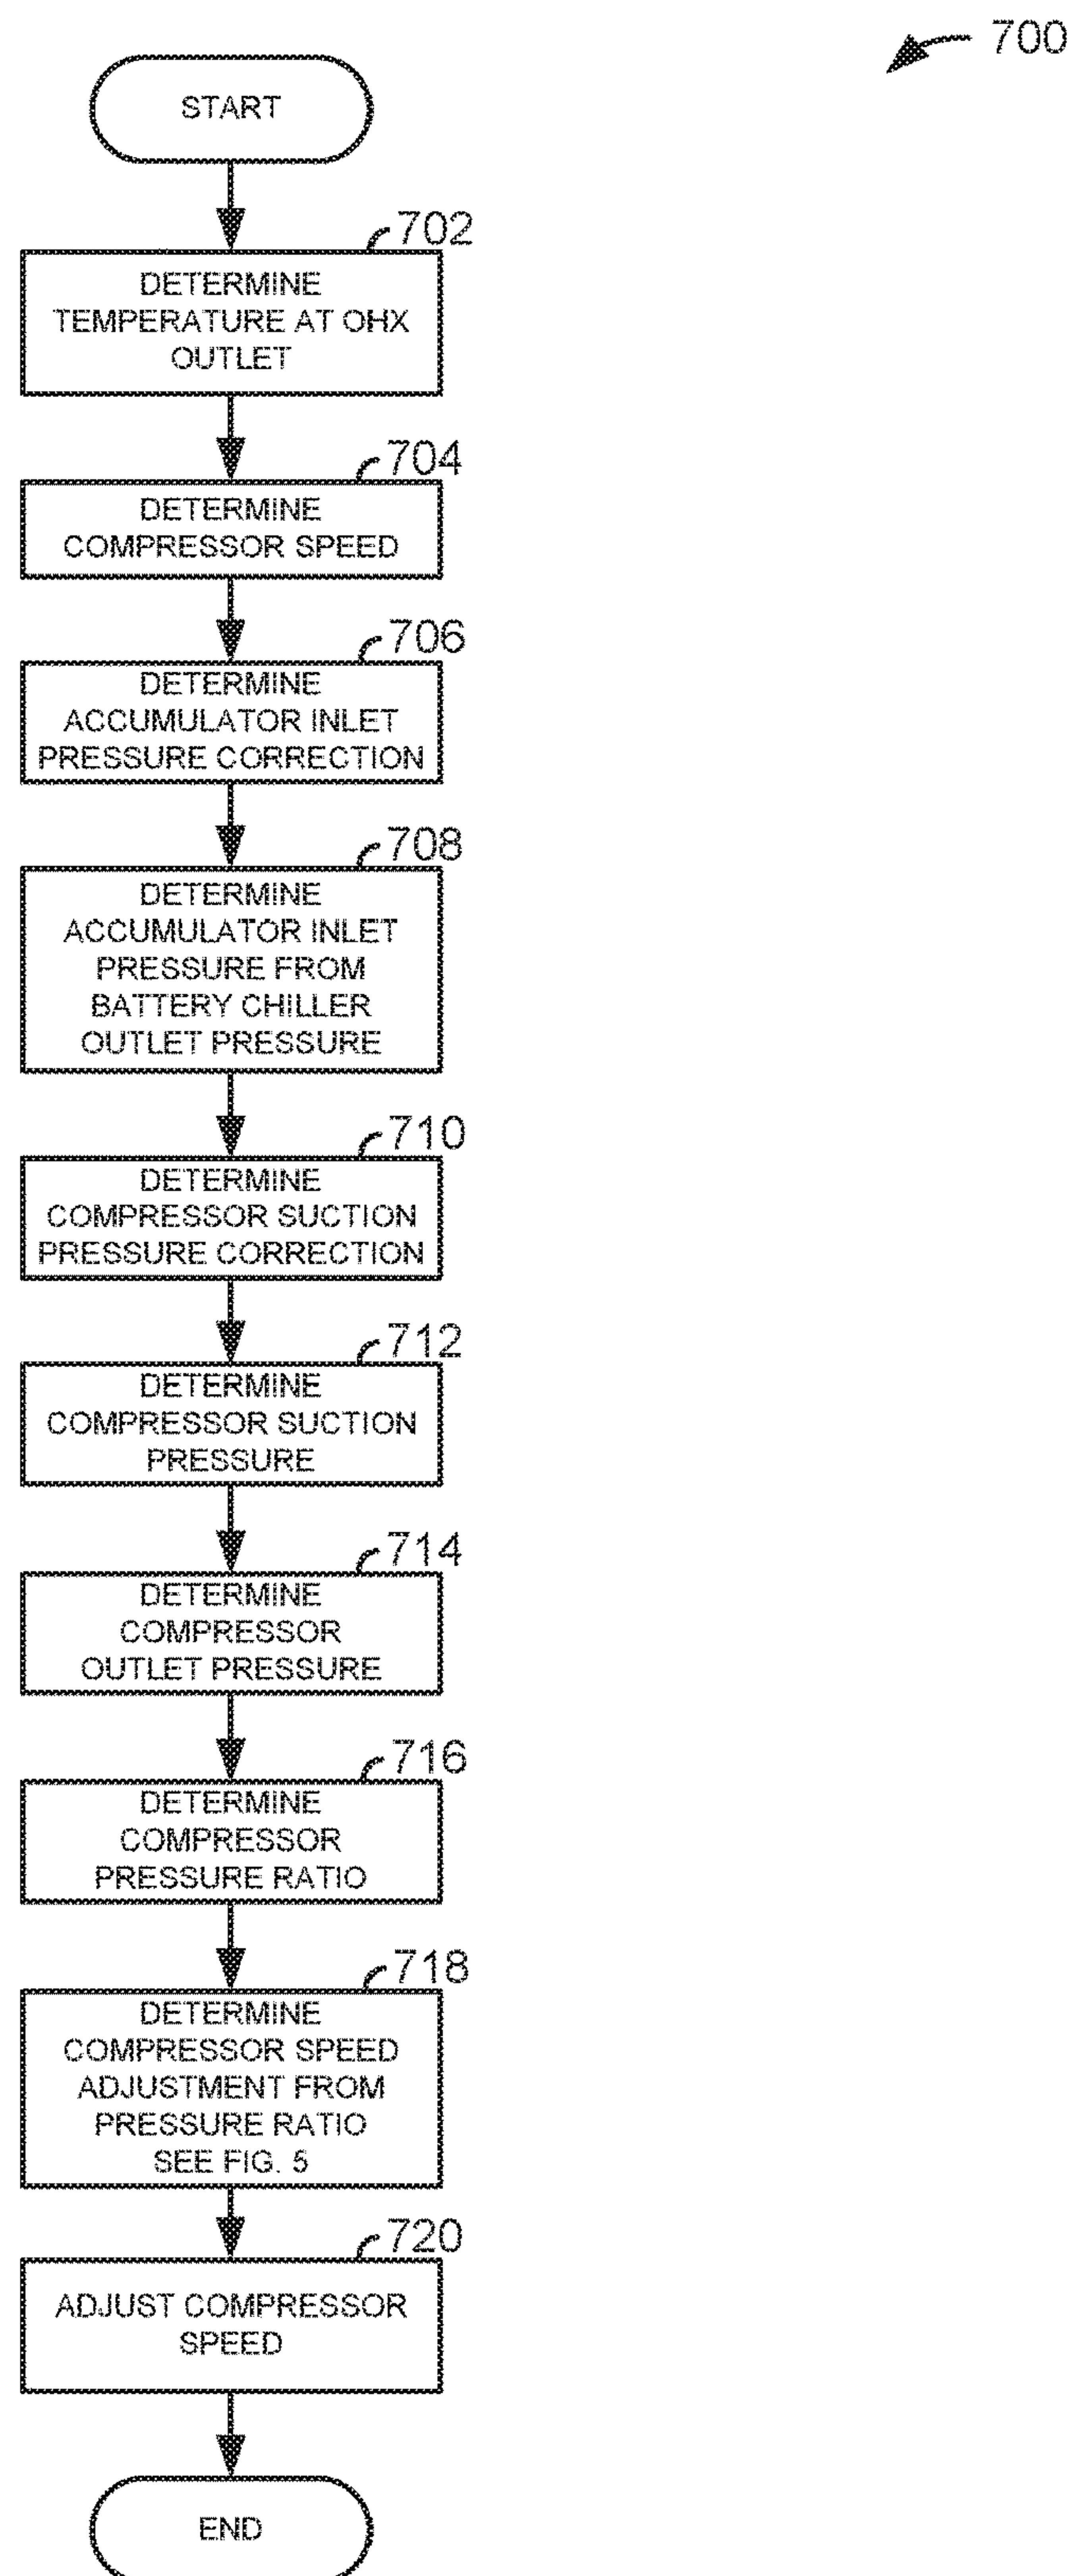 700
START
702
DETERMINE
TEMPERATURE AT OHX
OUTLET
704
DETERMINE
COMPRESSOR SPEED
706
DETERMINE
ACCUMULATOR INLET
PRESSURE CORRECTION
708
DETERMINE
ACCUMULATOR INLET
PRESSURE FROM
BATTERY CHILLER
OUTLET PRESSURE
710
DETERMINE
COMPRESSOR SUCTION
PRESSURE CORRECTION
712
DETERMINE
COMPRESSOR SUCTION
PRESSURE
714
DETERMINE
COMPRESSOR
OUTLET PRESSURE
716
DETERMINE
COMPRESSOR
PRESSURE RATIO
718
DETERMINE
COMPRESSOR SPEED
ADJUSTMENT FROM
PRESSURE RATIO
SEE FIG. 5
720
ADJUST COMPRESSOR
SPEED
END